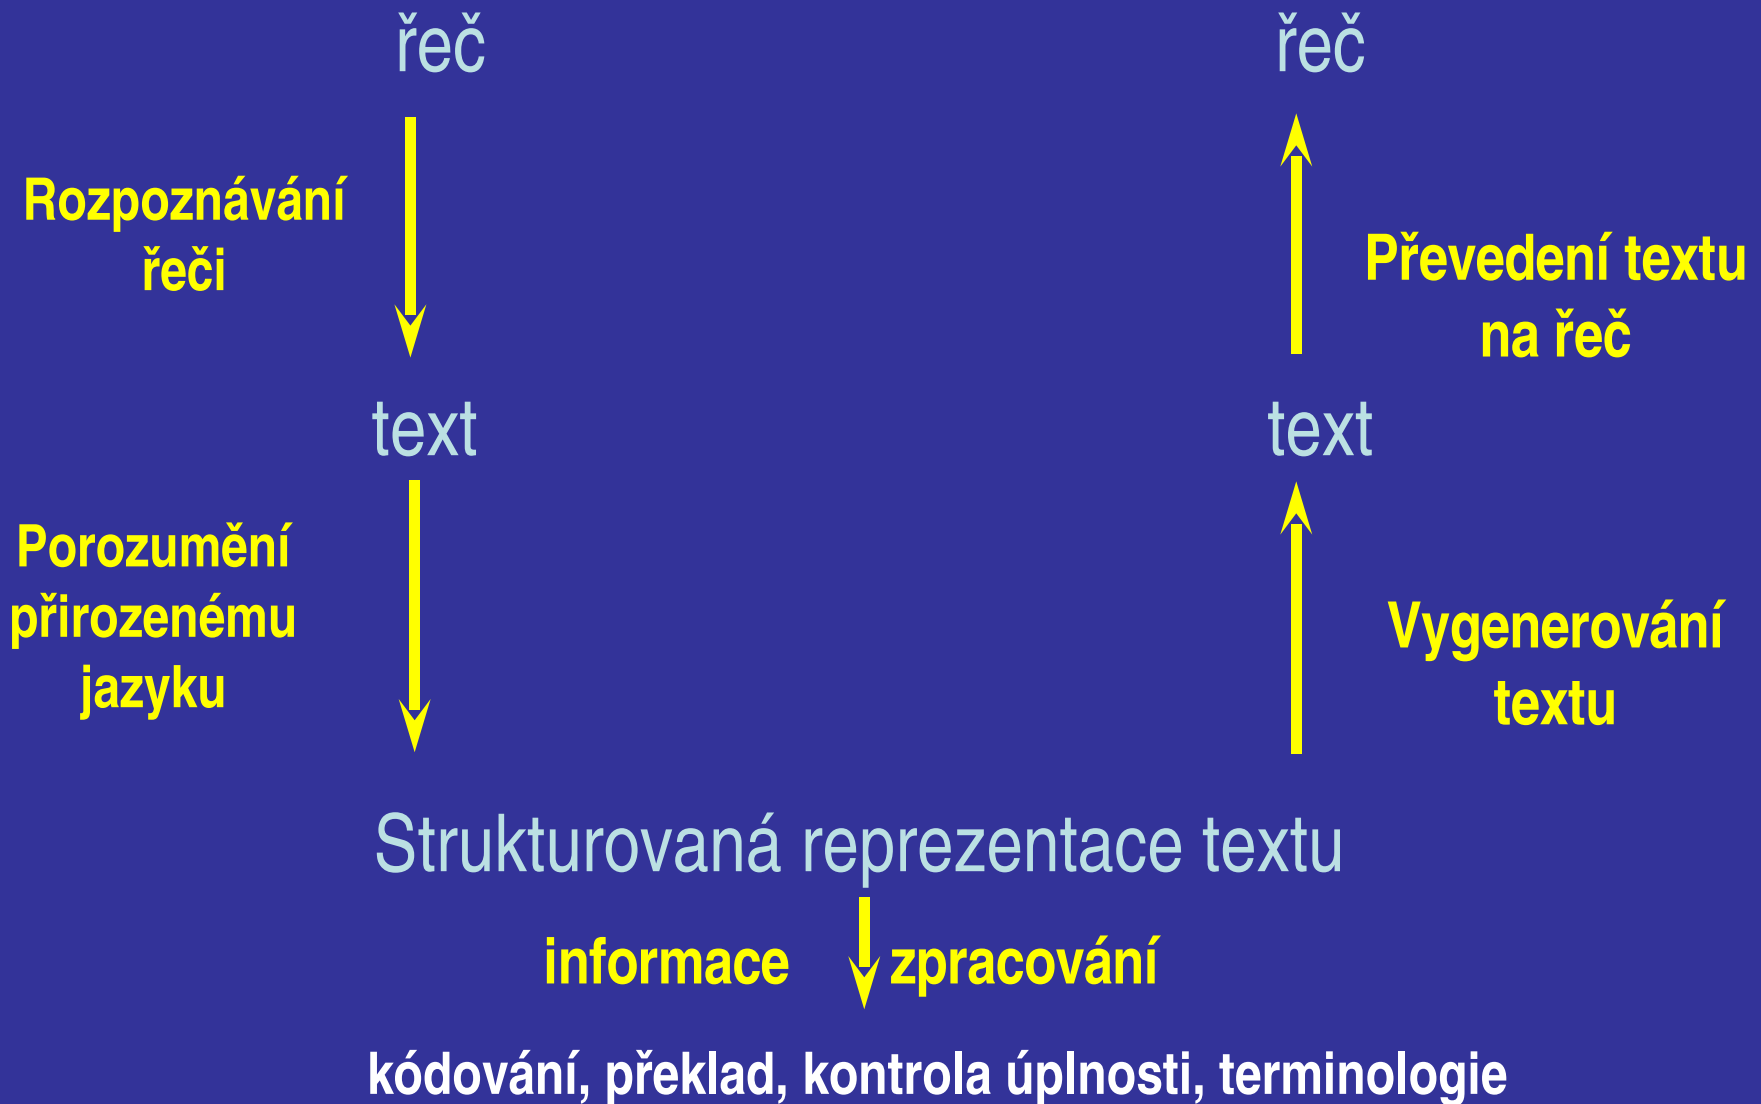 řeč
řeč
Rozpoznávání
řeči
Převedení textu
na řeč
text
text
Porozumění
přirozenému
jazyku
Vygenerování
textu
Strukturovaná reprezentace textu
informace zpracování
kódování, překlad, kontrola úplnosti, terminologie